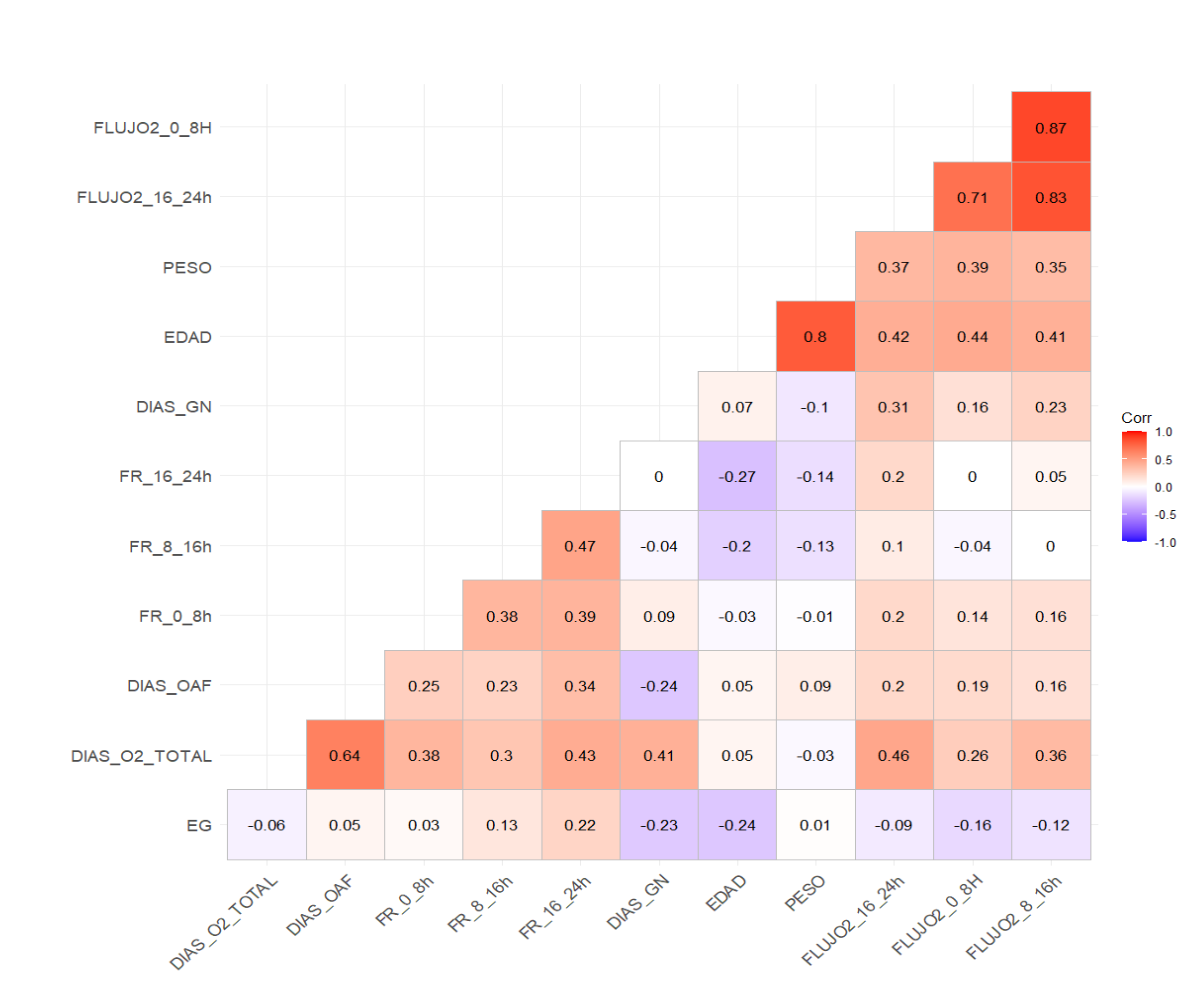 FLUJO2_0_8H 0.87
FLUJO2_16_24h 0.71 0.83
PESO 0.37 0.39 0.35
EDAD 0.8 0.42 0.44 0.41
DIAS_GN 0.07 -0.1 0.31 0.16 0.23
FR_16_24h 0 -0.27 -0.14 0.2 0 0.05
FR_8_16h 0.47 -0.04 -0.2 -0.13 0.1 -0.04 0
FR_0_8h 0.38 0.39 0.09 -0.03 -0.01 0.2 0.14 0.16
DIAS_OAF 0.25 0.23 0.34 -0.24 0.05 0.09 0.2 0.19 0.16
DIAS_O2_TOTAL 0.64 0.38 0.3 0.43 0.41 0.05 -0.03 0.46 0.26 0.36
EG -0.06 0.05 0.03 0.13 0.22 -0.23 -0.24 0.01 -0.09 -0.16 -0.12
DIAS_O2_TOTAL
DIAS_OAF
FR_0_8h
FR_8_16h
FR_16_24h
DIAS_GN
EDAD
PESO
FLUJO2_16_24h
FLUJO2_0_8H
FLUJO2_8_16h
Corr
1.0
0.5
0.0
-0.5
-1.0